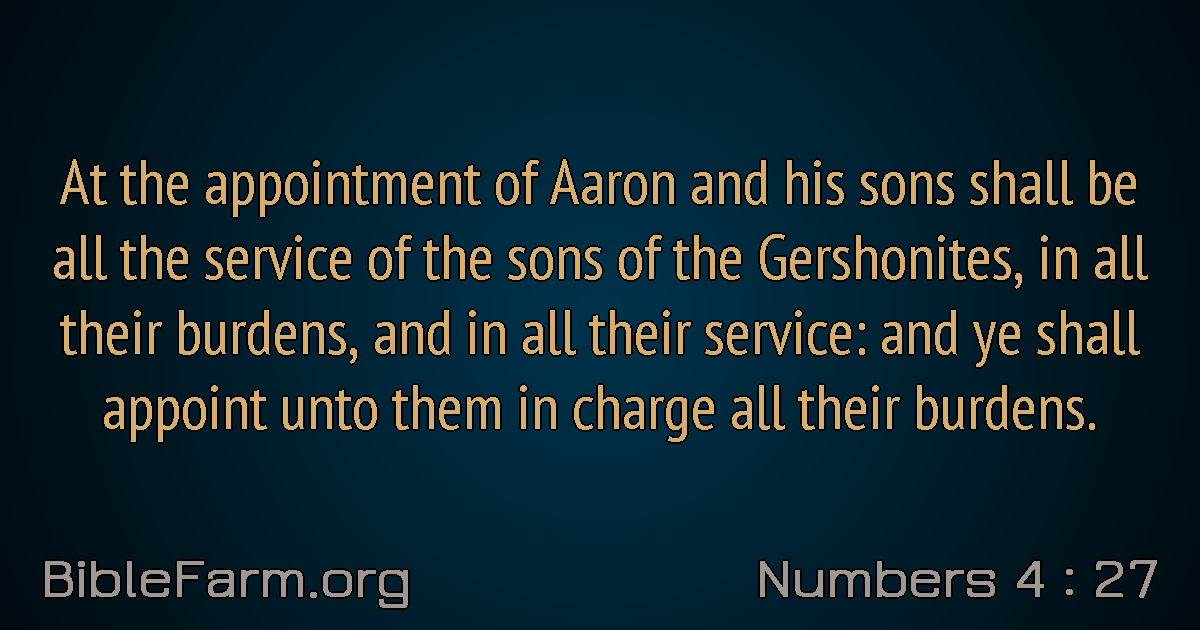 At the appointment of Aaron and his sons shall be
all the service of the sons of the Gershonites, in all
their burdens, and in all their service: and ye shall
appoint unto them in charge all their burdens.
BibleFarm.org
Numbers 4 : 27